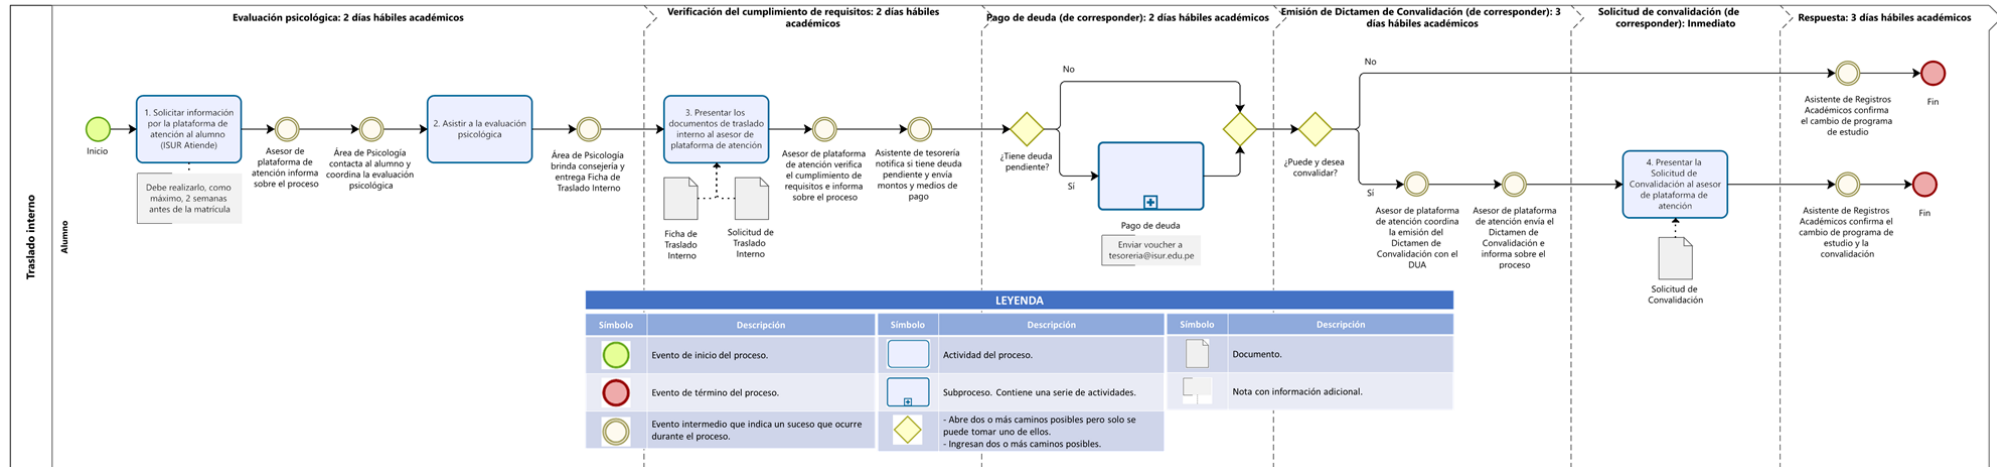 Evaluación psicológica: 2 días hábiles académicos
Verificación del cumplimiento de requisitos: 2 días hábiles
académicos
Pago de deuda (de corresponder): 2 días hábiles académicos
Emisión de Dictamen de Convalidación (de corresponder): 3
días hábiles académicos
Solicitud de convalidación (de
corresponder): Inmediato
Respuesta: 3 días hábiles académicos
Traslado interno
Alumno
Inicio
1. Solicitar información
por la plataforma de
atención al alumno
(ISUR Atiende)
Debe realizarlo, como
máximo, 2 semanas
antes de la matrícula
Asesor de
plataforma de
atención informa
sobre el proceso
Área de Psicología
contacta al alumno y
coordina la evaluación
psicológica
2. Asistir a la evaluación
psicológica
Área de Psicología
brinda consejería y
entrega Ficha de
Traslado Interno
3. Presentar los
documentos de traslado
interno al asesor de
plataforma de atención
Ficha de
Traslado
Interno
Solicitud de
Traslado
Interno
Asesor de plataforma
de atención verifica
el cumplimiento de
requisitos e informa
sobre el proceso
Asistente de tesorería
notifica si tiene deuda
pendiente y envía
montos y medios de
pago
¿Tiene deuda
pendiente?
No
Sí
Pago de deuda
Enviar voucher a
tesoreria@isur.edu.pe
¿Puede y desea
convalidar?
No
Sí
Asesor de plataforma
de atención coordina
la emisión del
Dictamen de
Convalidación con el
DUA
Asesor de plataforma
de atención envía el
Dictamen de
Convalidación e
informa sobre el
proceso
4. Presentar la
Solicitud de
Convalidación al asesor
de plataforma de
atención
Solicitud de
Convalidación
Asistente de Registros
Académicos confirma
el cambio de programa
de estudio
Fin
Asistente de Registros
Académicos confirma el
cambio de programa de
estudio y la
convalidación
Fin
LEYENDA
Símbolo
Descripción
Símbolo
Descripción
Símbolo
Descripción
Evento de inicio del proceso.
Actividad del proceso.
Documento.
Evento de término del proceso.
Subproceso. Contiene una serie de actividades.
Nota con información adicional.
Evento intermedio que indica un suceso que ocurre
durante el proceso.
- Abre dos o más caminos posibles pero solo se
puede tomar uno de ellos.
- Ingresan dos o más caminos posibles.